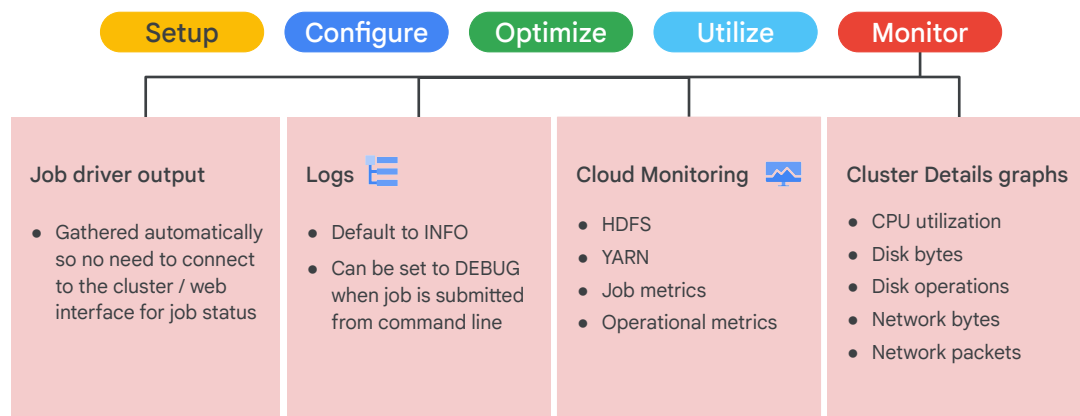 Setup
Configure
Optimize
Utilize
Monitor
Job driver output
● Gathered automatically
so no need to connect
to the cluster / web
interface for job status
Logs
● Default to INFO
● Can be set to DEBUG
when job is submitted
from command line
Cloud Monitoring
● HDFS
● YARN
● Job metrics
● Operational metrics
Cluster Details graphs
● CPU utilization
● Disk bytes
● Disk operations
● Network bytes
● Network packets